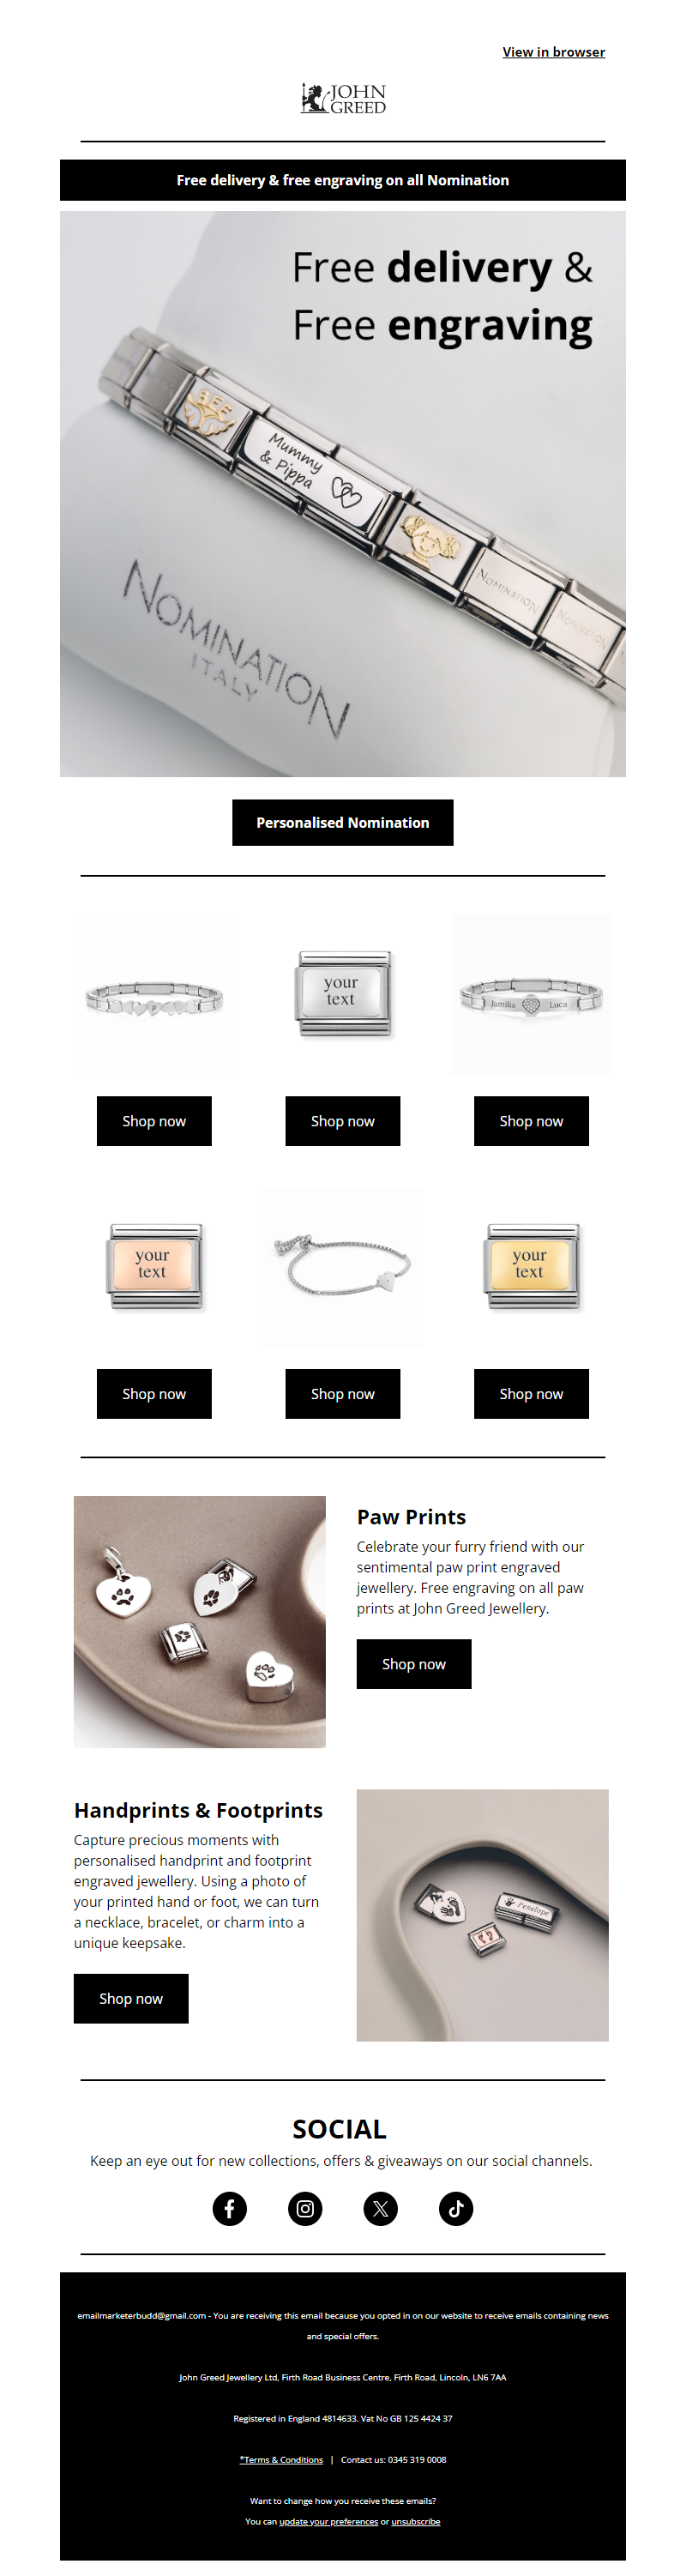 View in browser
JOHN
GREED
Free delivery & free engraving on all Nomination
Free delivery &
Free engraving
BFF
Mummy
& Pippa
NOMINATION
NOMINATION
NOMINATION
ITALY
Personalised Nomination
your
text
P
Jamilia Luca
Shop now
Shop now
Shop now
your
text
your
text
Shop now
Shop now
Shop now
Paw Prints
Celebrate your furry friend with our
sentimental paw print engraved
jewellery. Free engraving on all paw
prints at John Greed Jewellery.
Shop now
Handprints & Footprints
Capture precious moments with
personalised handprint and footprint
engraved jewellery. Using a photo of
your printed hand or foot, we can turn
a necklace, bracelet, or charm into a
unique keepsake.
Shop now
Penelope
SOCIAL
Keep an eye out for new collections, offers & giveaways on our social channels.
emailmarketerbudd@gmail.com - You are receiving this email because you opted in on our website to receive emails containing news
and special offers.
John Greed Jewellery Ltd, Firth Road Business Centre, Firth Road, Lincoln, LN6 7AA
Registered in England 4814633. Vat No GB 125 4424 37
*Terms & Conditions | Contact us: 0345 319 0008
Want to change how you receive these emails?
You can update your preferences or unsubscribe